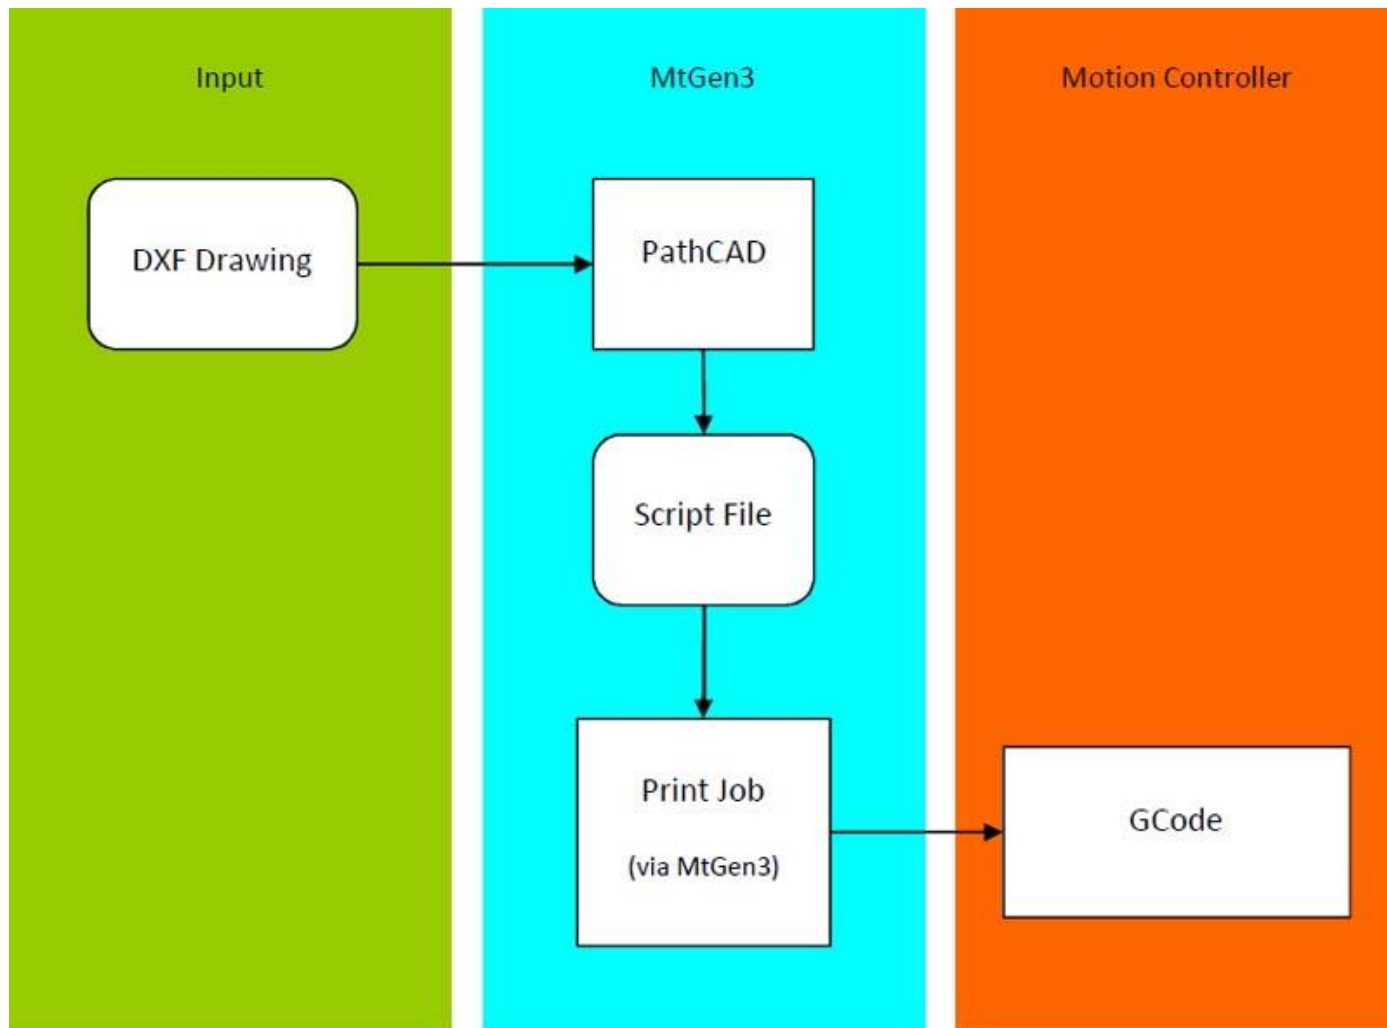 Input
MtGen3
Motion Controller
DXF Drawing
PathCAD
Script File
Print Job
(via MtGen3)
GCode